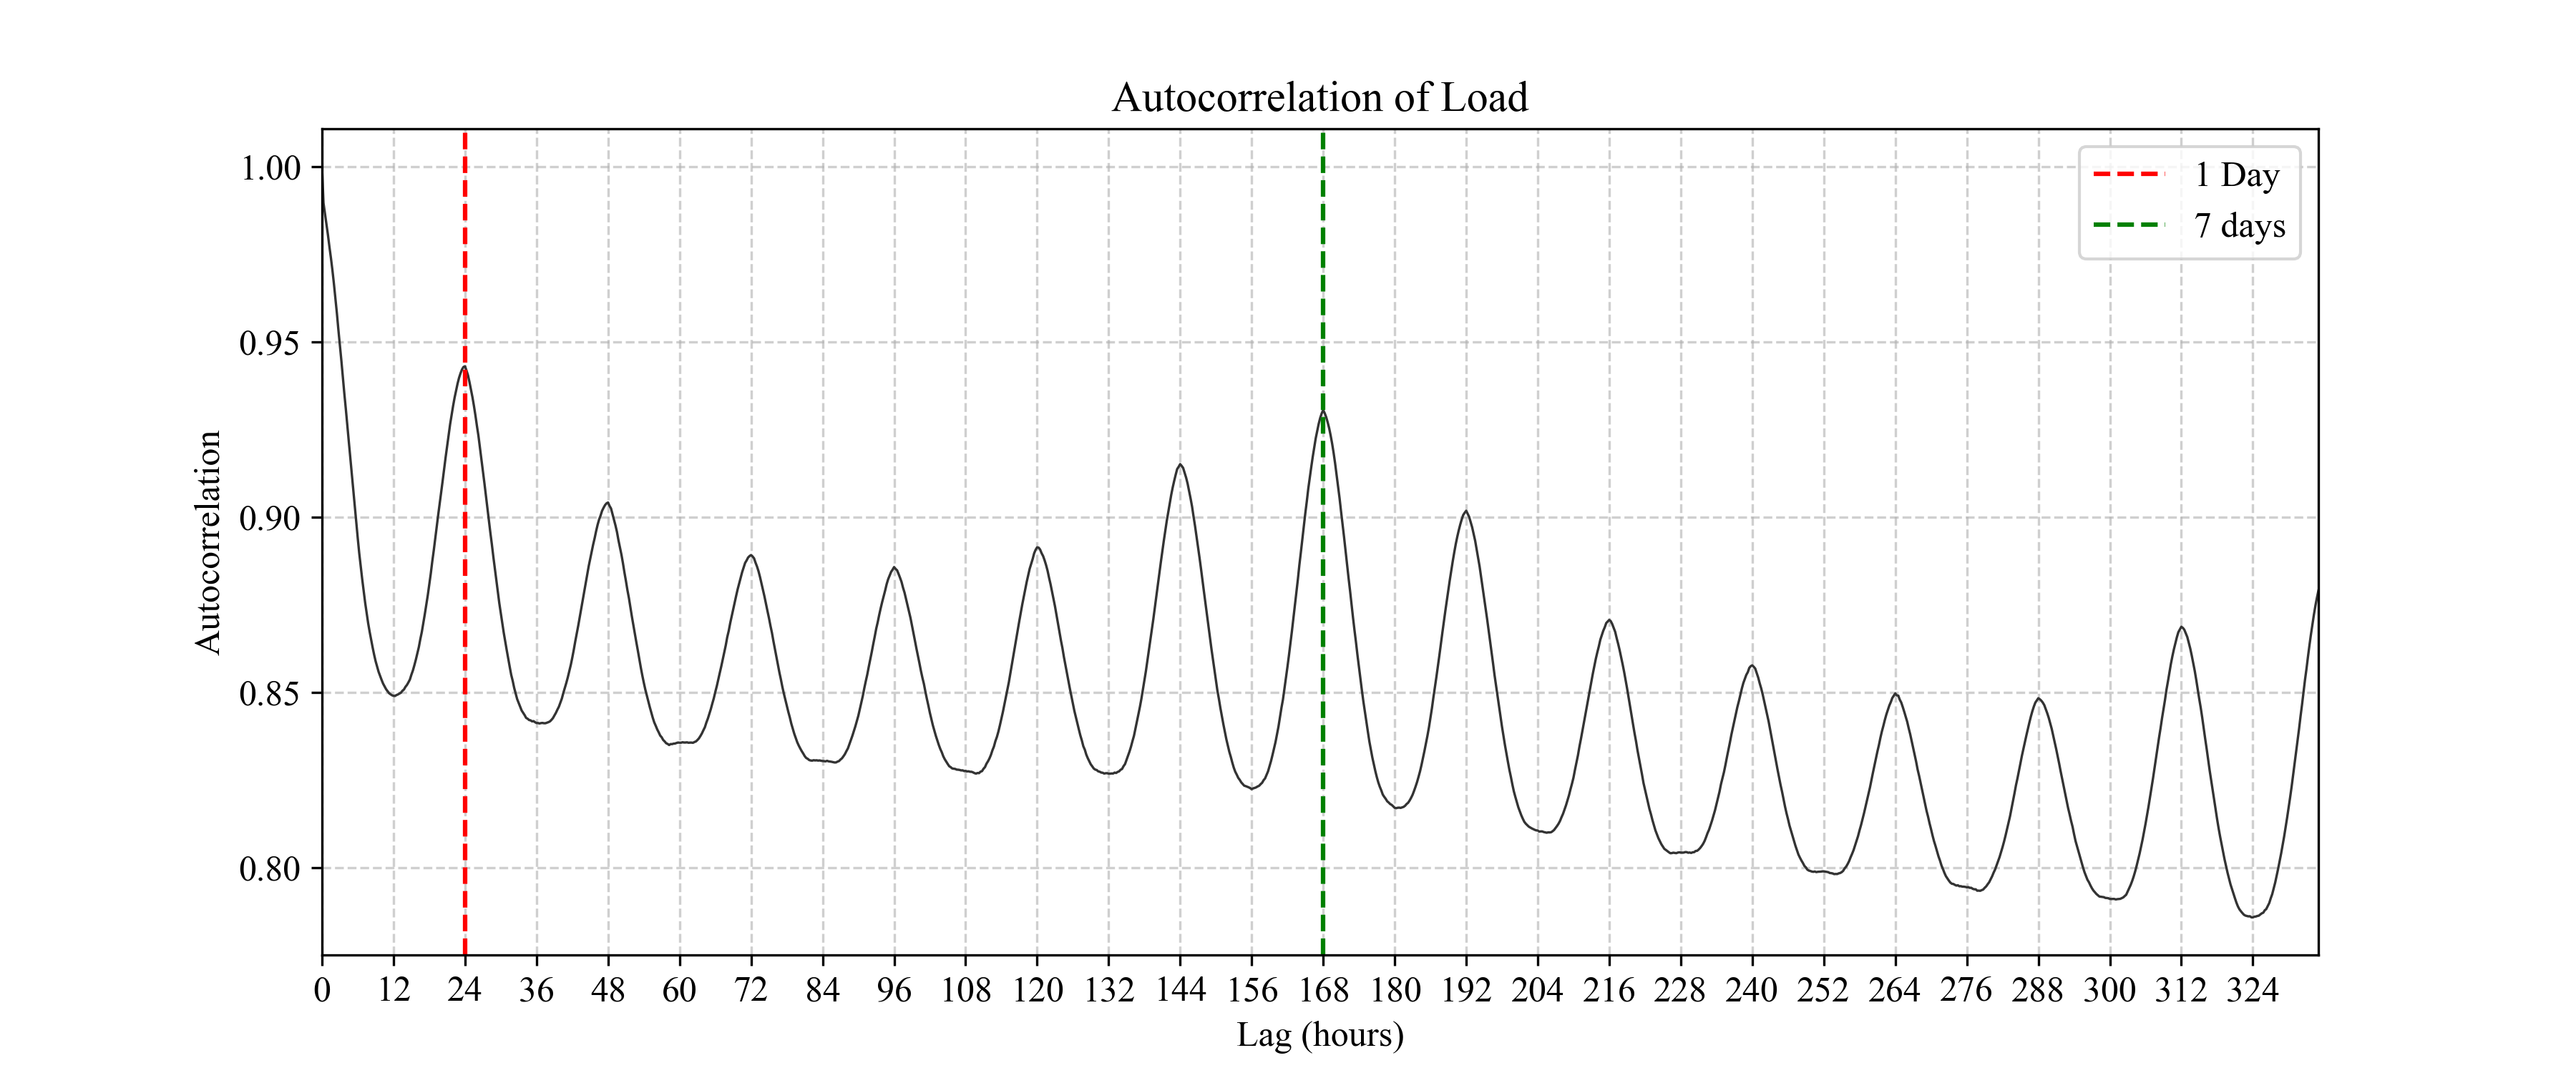 Autocorrelation of Load
1 Day
7 days
Autocorrelation
1.00
0.95
0.90
0.85
0.80
0 12 24 36 48 60 72 84 96 108 120 132 144 156 168 180 192 204 216 228 240 252 264 276 288 300 312 324
Lag (hours)